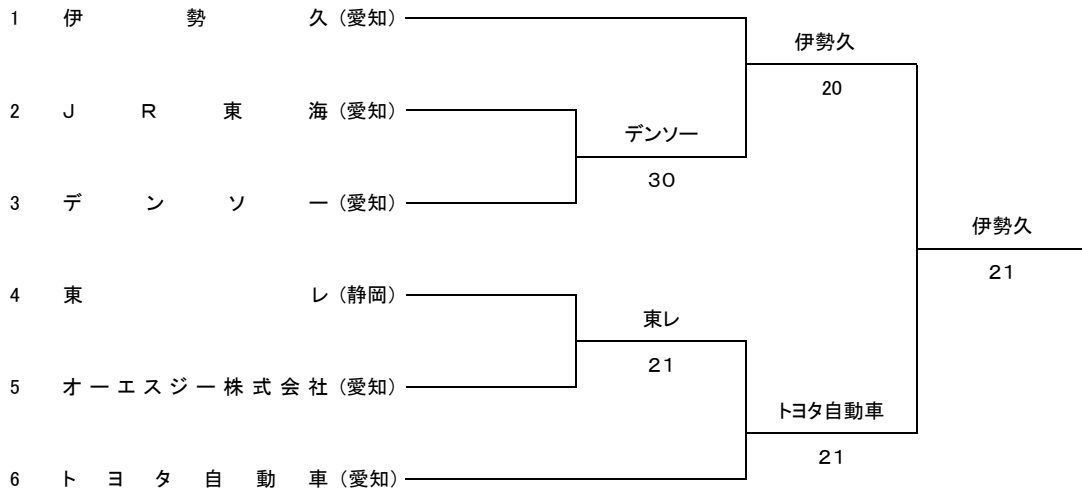 1 伊勢久(愛知)
伊勢久
20
2 JR東海(愛知)
デンソー
30
3 デンソー(愛知)
伊勢久
21
4 東レ(静岡)
東レ
21
5 オーエスジー株式会社(愛知)
トヨタ自動車
21
6 トヨタ自動車(愛知)